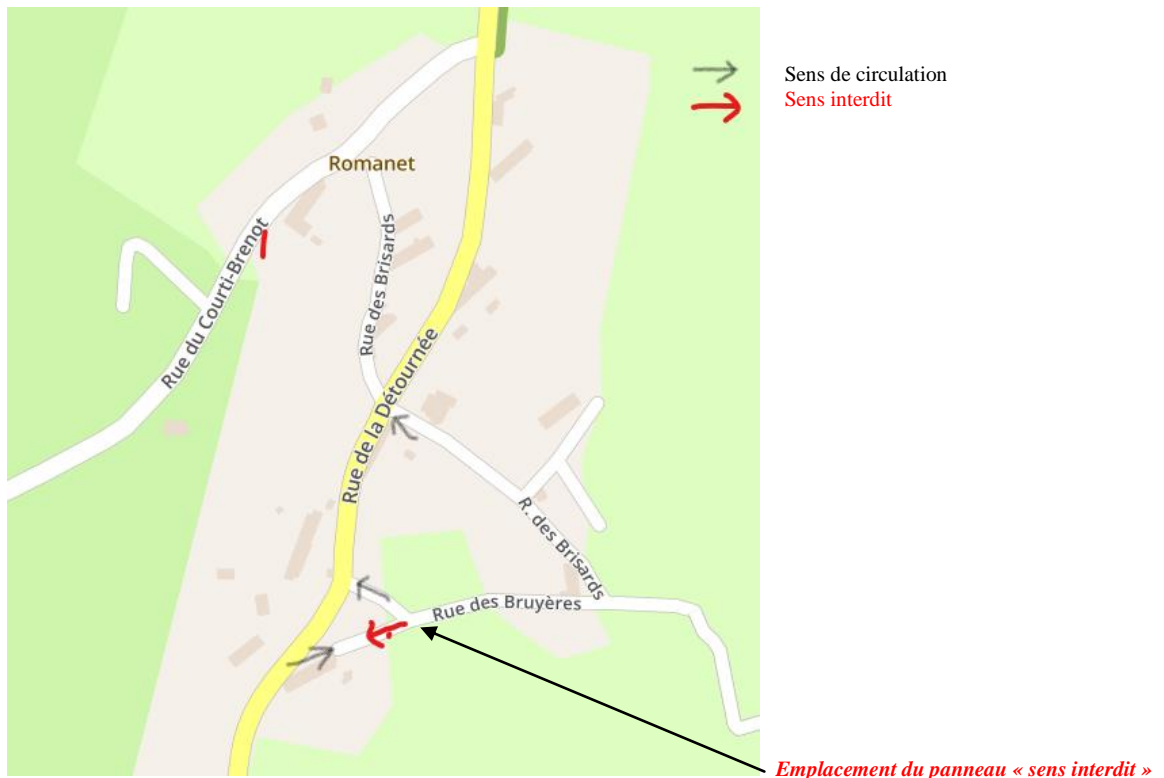 Sens de circulation
Sens interdit
Romanet
Rue du Courti-Brenot
Rue des Brisards
Rue de la Détournée
R. des Brisards
Rue des Bruyères
Emplacement du panneau « sens interdit »